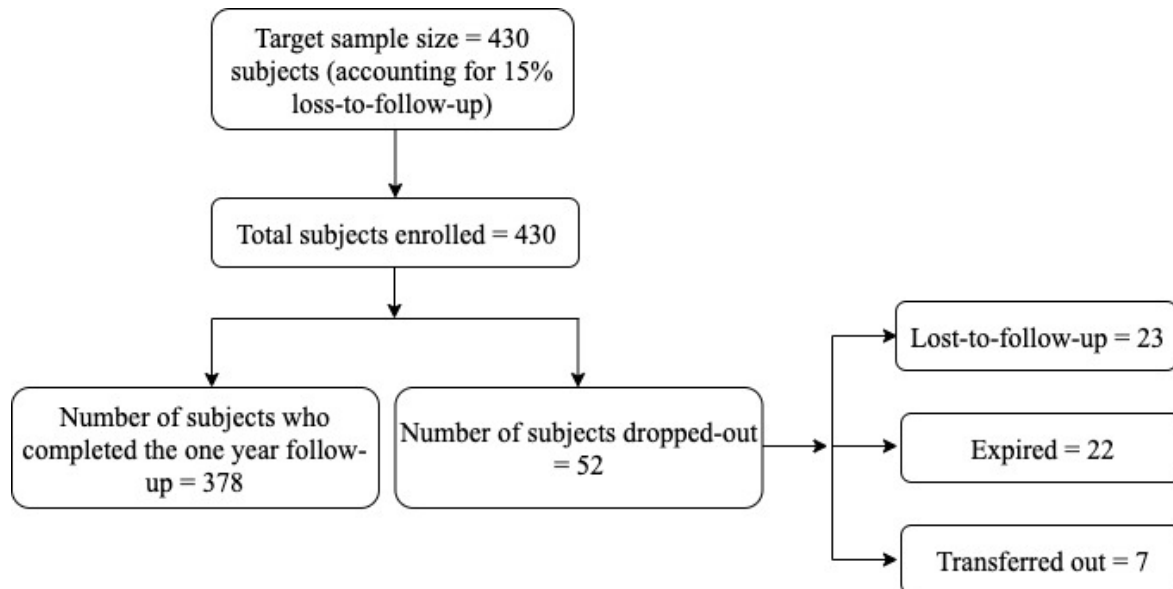 Target sample size = 430
subjects (accounting for 15%
loss-to-follow-up)
Total subjects enrolled = 430
Number of subjects who
completed the one year follow-
up = 378
Number of subjects dropped-out
= 52
Lost-to-follow-up = 23
Expired = 22
Transferred out = 7